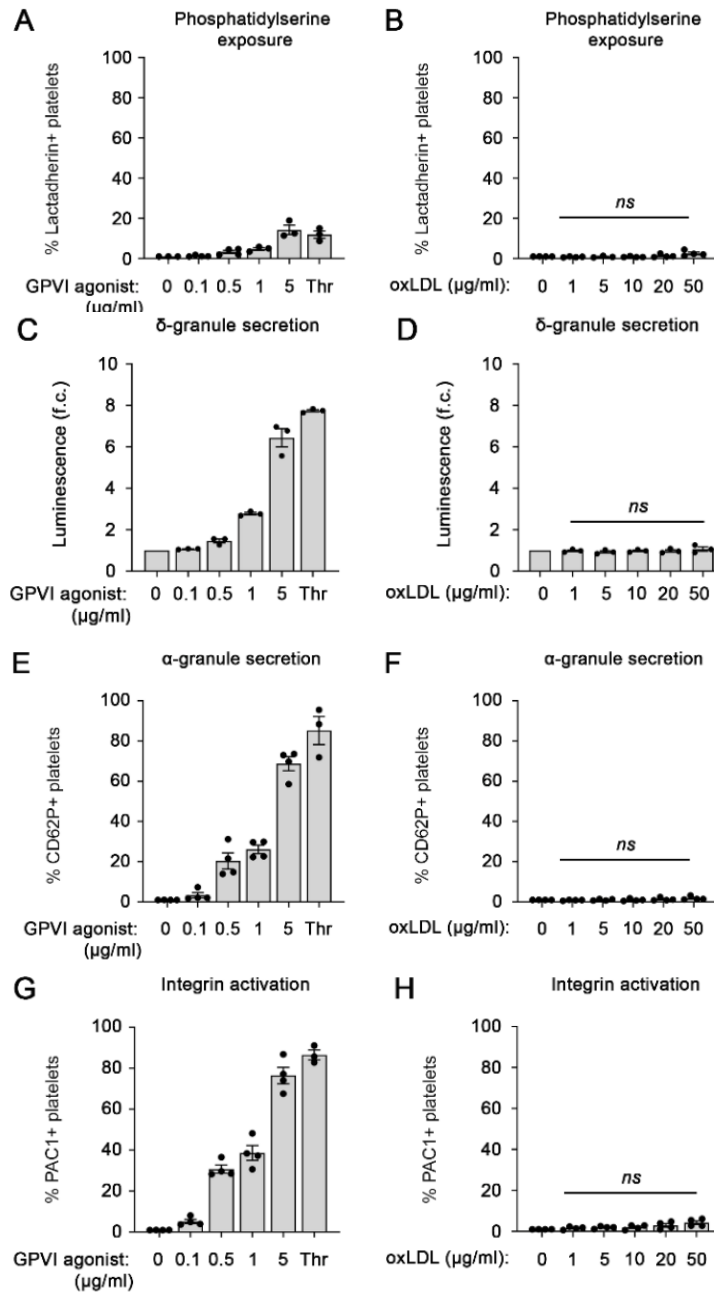 A
Phosphatidylserine
exposure
% Lactadherin+ platelets
100
80
60
40
20
0
GPVI agonist: 0 0.1 0.5 1 5 Thr
(µg/ml)
B
Phosphatidylserine
exposure
% Lactadherin+ platelets
100
80
60
40
20
0
ns
oxLDL (µg/ml): 0 1 5 10 20 50
C
δ-granule secretion
Luminescence (f.c.)
10
8
6
4
2
0
GPVI agonist: 0 0.1 0.5 1 5 Thr
(µg/ml)
D
δ-granule secretion
Luminescence (f.c.)
10
8
6
4
2
0
ns
oxLDL (µg/ml): 0 1 5 10 20 50
E
α-granule secretion
% CD62P+ platelets
100
80
60
40
20
0
GPVI agonist: 0 0.1 0.5 1 5 Thr
(µg/ml)
F
α-granule secretion
% CD62P+ platelets
100
80
60
40
20
0
ns
oxLDL (µg/ml): 0 1 5 10 20 50
G
Integrin activation
% PAC1+ platelets
100
80
60
40
20
0
GPVI agonist: 0 0.1 0.5 1 5 Thr
(µg/ml)
H
Integrin activation
% PAC1+ platelets
100
80
60
40
20
0
ns
oxLDL (µg/ml): 0 1 5 10 20 50